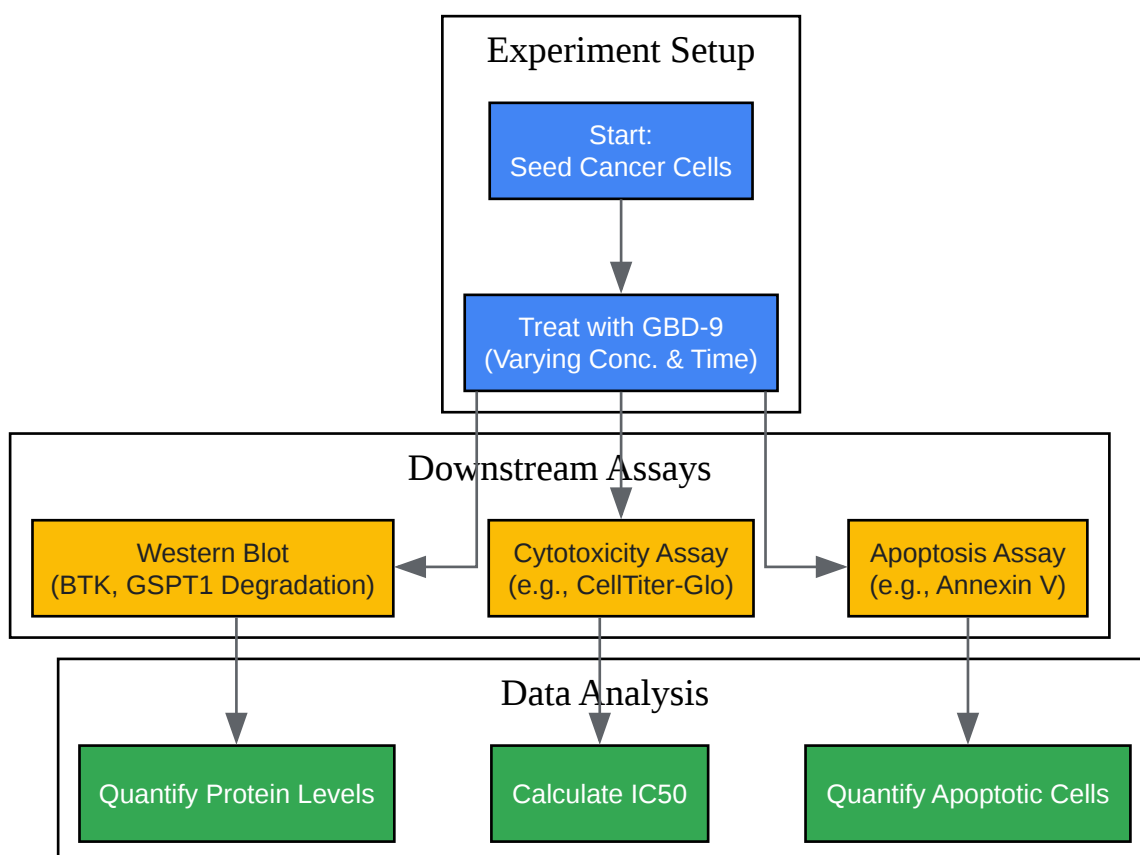 Experiment Setup
Start:
Seed Cancer Cells
Treat with GBD-9
(Varying Conc. & Time)
Downstream Assays
Western Blot
(BTK, GSPT1 Degradation)
Cytotoxicity Assay
(e.g., CellTiter-Glo)
Apoptosis Assay
(e.g., Annexin V)
Data Analysis
Quantify Protein Levels
Calculate IC50
Quantify Apoptotic Cells